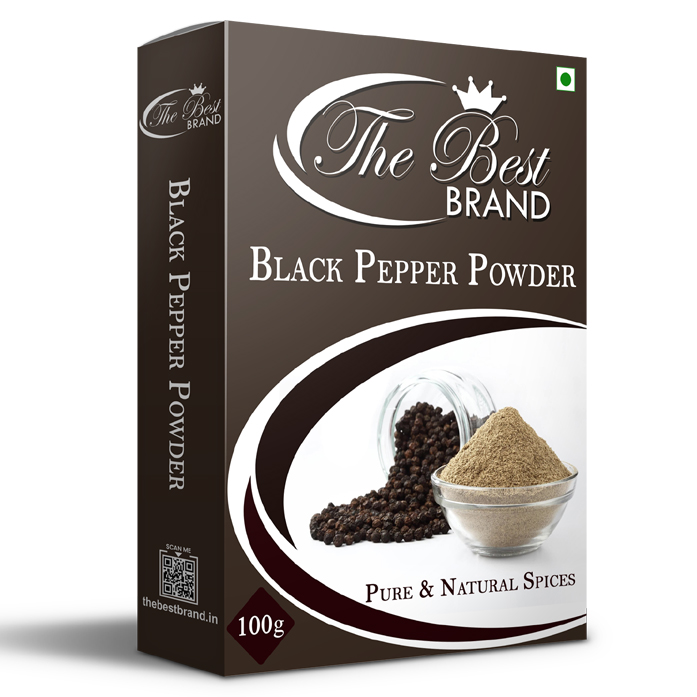 The Best
BRAND
BLACK PEPPER POWDER
PURE & NATURAL SPICES
100g
The Best
BRAND
BLACK PEPPER POWDER
SCAN ME
thebestbrand.in